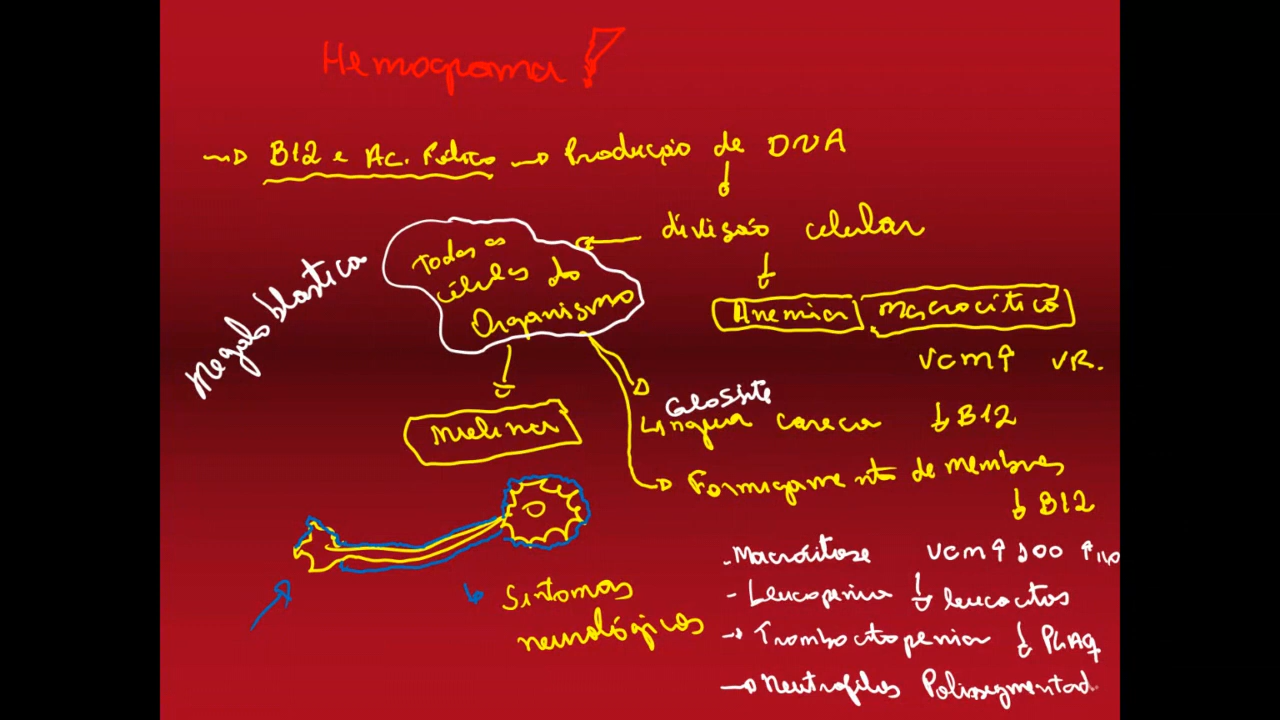 Hemograma!
B12 e Ac. Fólico → Produção de DNA
divisão celular
Todas as
células do
Organismo
Megaloblástica
Anemia Macrocítica
VCM↑ VR.
Glossite
Língua careca ↓B12
Mielina
Formigamento de membros
↓B12
Sintomas
neurológicos
.Macrocitose VCM↑ 100 ↑110
- Leucopenia ↓ leucócitos
→ Trombocitopenia ↓ PLAQ
→ Neutrófilos Polissegmentad